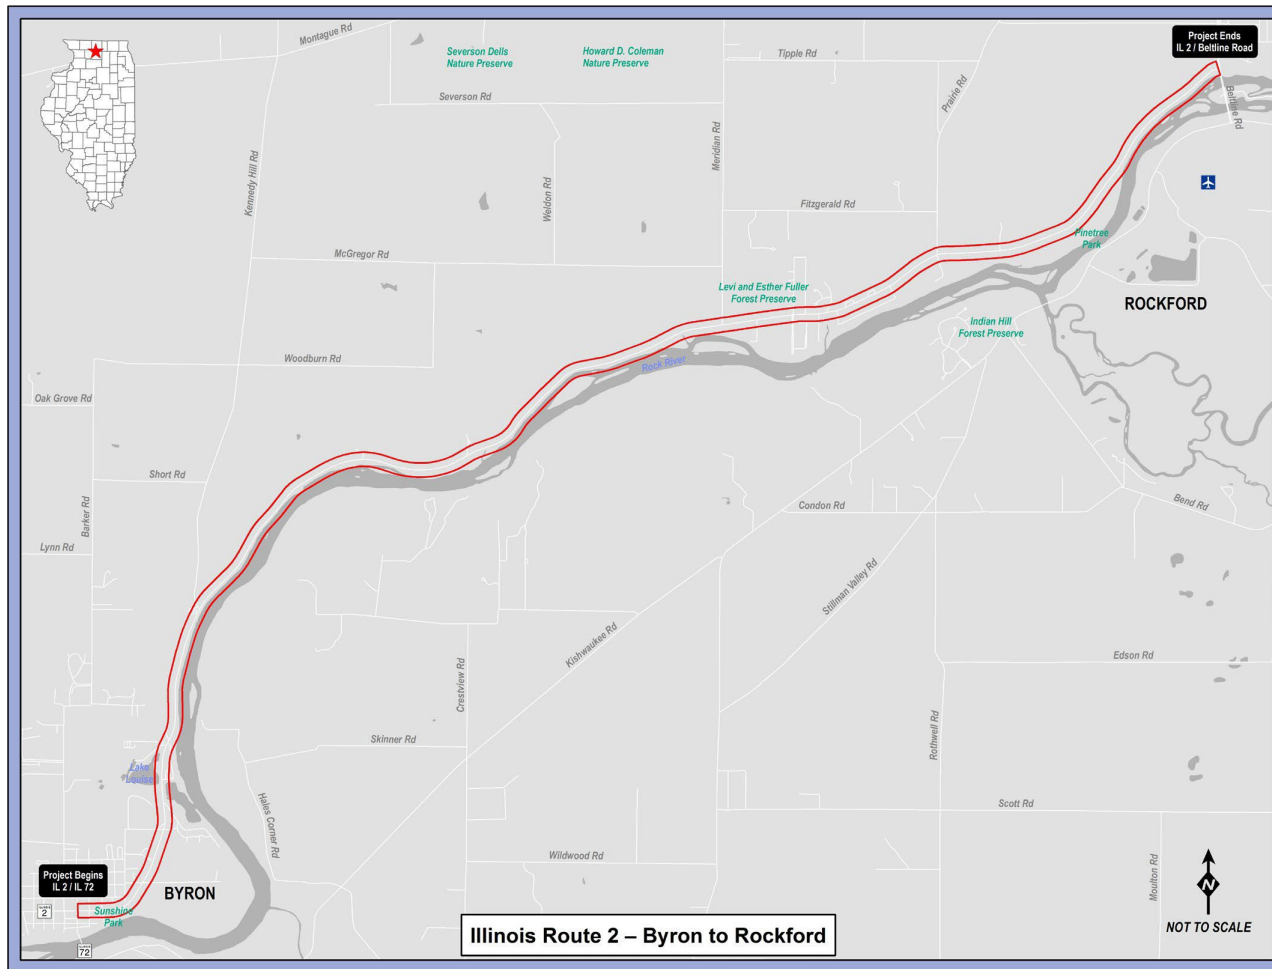 Montague Rd
Severson Dells
Nature Preserve
Howard D. Coleman
Nature Preserve
Tipple Rd
Project Ends
IL 2 / Beltline Road
Severson Rd
Prairie Rd
Beltline Rd
Kennedy Hill Rd
Weldon Rd
Meridian Rd
Fitzgerald Rd
Pinetree
Park
McGregor Rd
Levi and Esther Fuller
Forest Preserve
ROCKFORD
Indian Hill
Forest Preserve
Woodburn Rd
Rock River
Oak Grove Rd
Short Rd
Barker Rd
Condon Rd
Bend Rd
Lynn Rd
Stillman Valley Rd
Kishwaukee Rd
Edson Rd
Crestview Rd
Rothwell Rd
Skinner Rd
Lake
Louise
Hales Corner Rd
Scott Rd
Wildwood Rd
Moulton Rd
Project Begins
IL 2 / IL 72
BYRON
ILLINOIS
2
Sunshine
Park
ILLINOIS
72
Illinois Route 2 – Byron to Rockford
N
NOT TO SCALE